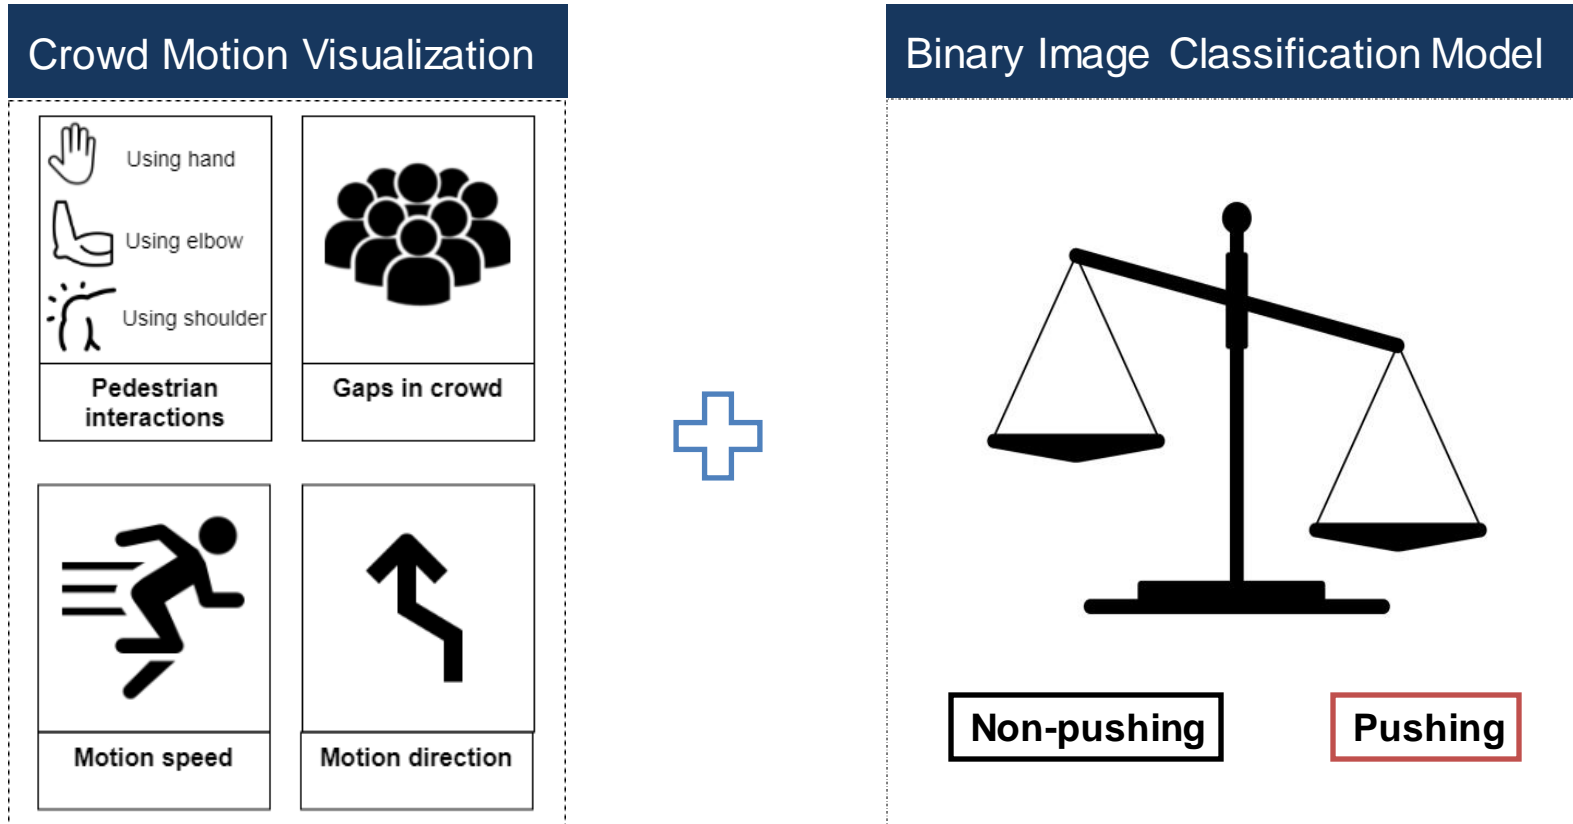 Crowd Motion Visualization
Using hand
Using elbow
Using shoulder
Pedestrian
interactions
Gaps in crowd
Motion speed
Motion direction
Binary Image Classification Model
Non-pushing
Pushing